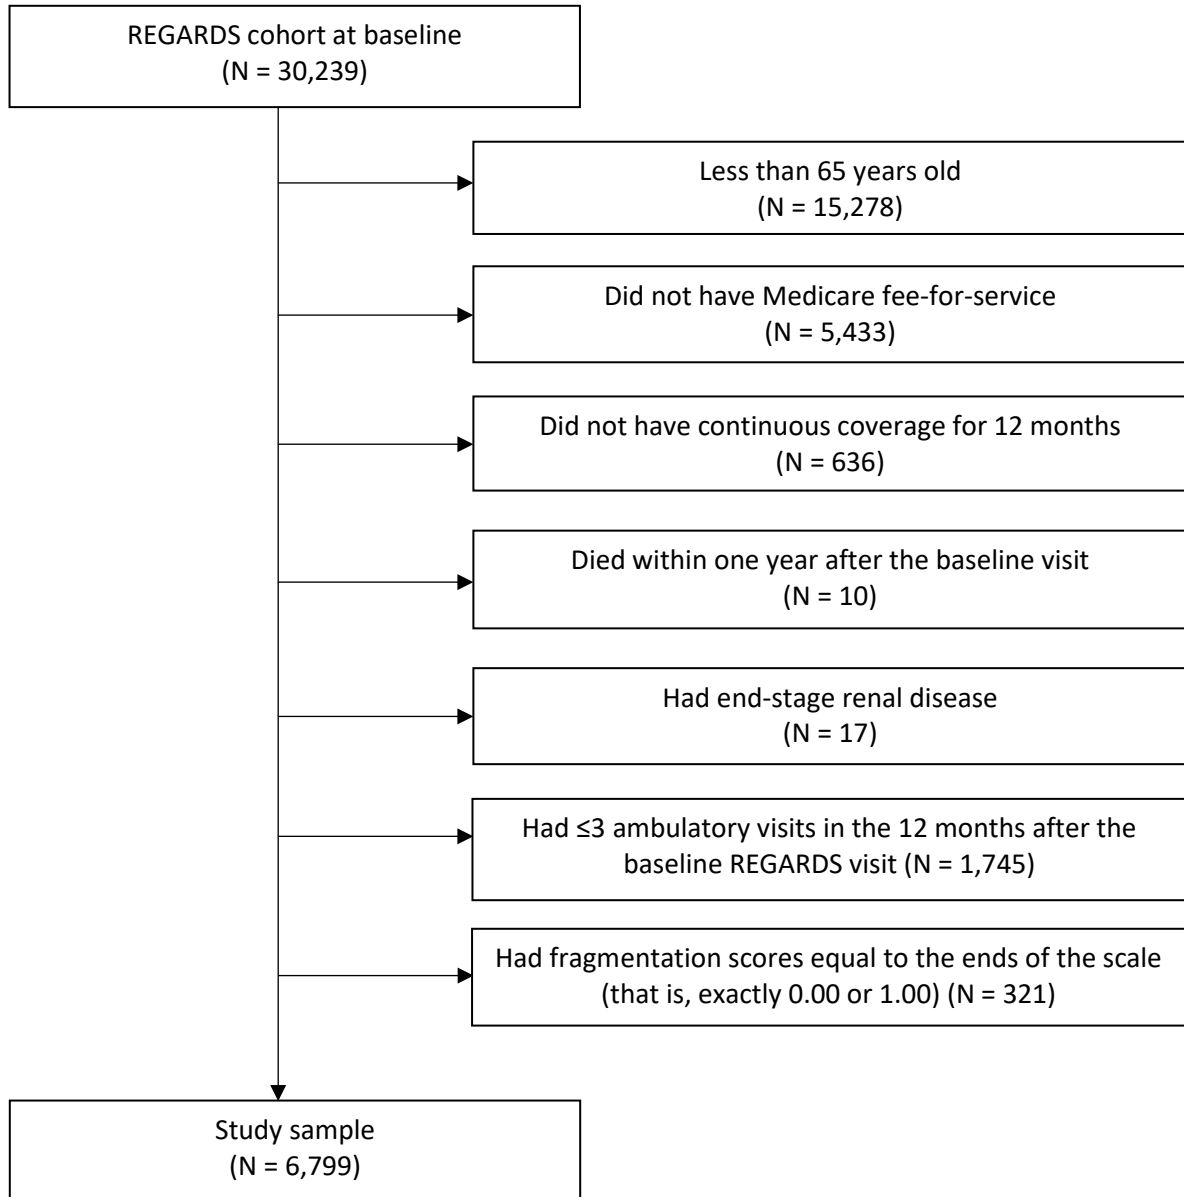 REGARDS cohort at baseline
(N = 30,239)
Less than 65 years old
(N = 15,278)
Did not have Medicare fee-for-service
(N = 5,433)
Did not have continuous coverage for 12 months
(N = 636)
Died within one year after the baseline visit
(N = 10)
Had end-stage renal disease
(N = 17)
Had ≤3 ambulatory visits in the 12 months after the
baseline REGARDS visit (N = 1,745)
Had fragmentation scores equal to the ends of the scale
(that is, exactly 0.00 or 1.00) (N = 321)
Study sample
(N = 6,799)